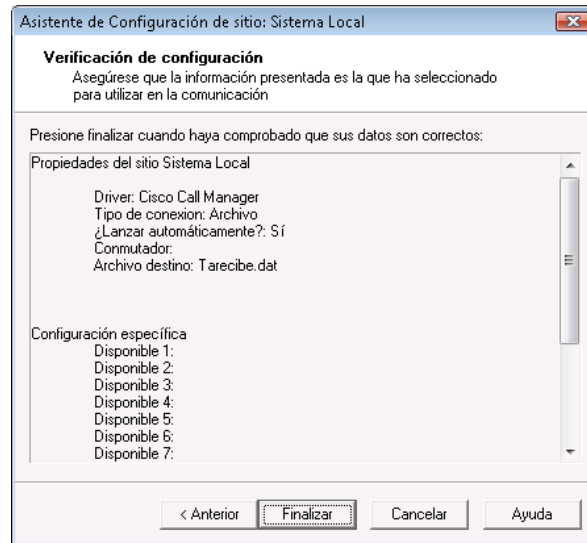 Asistente de Configuración de sitio: Sistema Local
Verificación de configuración
Asegúrese que la información presentada es la que ha seleccionado
para utilizar en la comunicación
Presione finalizar cuando haya comprobado que sus datos son correctos:
Propiedades del sitio Sistema Local
Driver: Cisco Call Manager
Tipo de conexion: Archivo
¿Lanzar automáticamente?: Sí
Conmutador:
Archivo destino: Tarecibe.dat
Configuración específica
Disponible 1:
Disponible 2:
Disponible 3:
Disponible 4:
Disponible 5:
Disponible 6:
Disponible 7:
< Anterior Finalizar Cancelar Ayuda